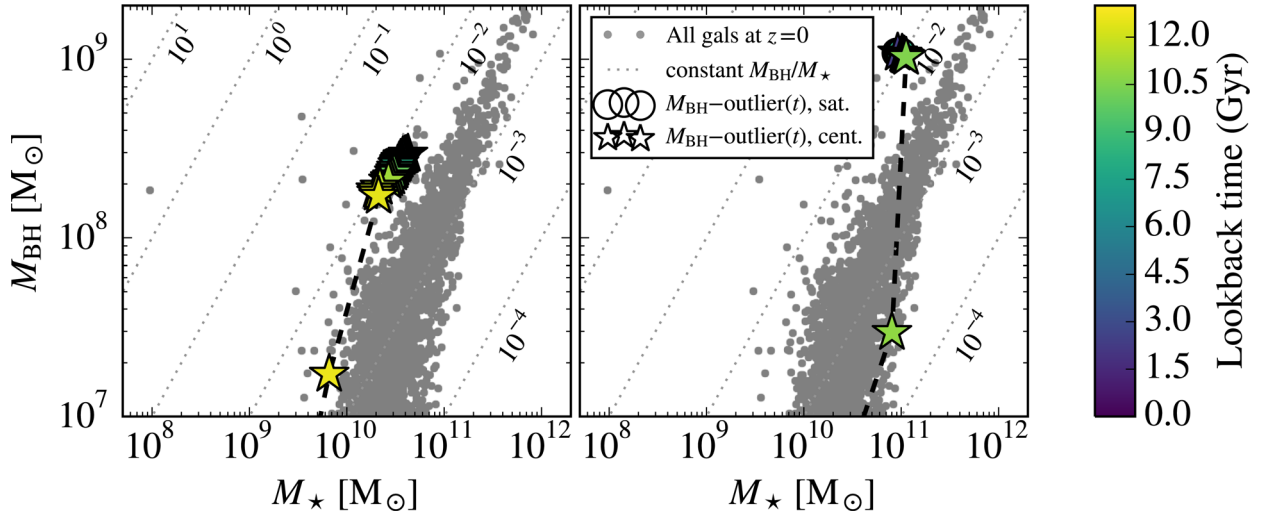 10^9
10^8
10^7
M_BH [M_⊙]
10^1
10^0
10^−1
10^−2
10^−3
10^−4
10^8 10^9 10^10 10^11 10^12
M_⋆ [M_⊙]
All gals at z=0
constant M_BH/M_⋆
M_BH−outlier(t), sat.
M_BH−outlier(t), cent.
10^−2
10^−3
10^−4
10^8 10^9 10^10 10^11 10^12
M_⋆ [M_⊙]
12.0
10.5
9.0
7.5
6.0
4.5
3.0
1.5
0.0
Lookback time (Gyr)